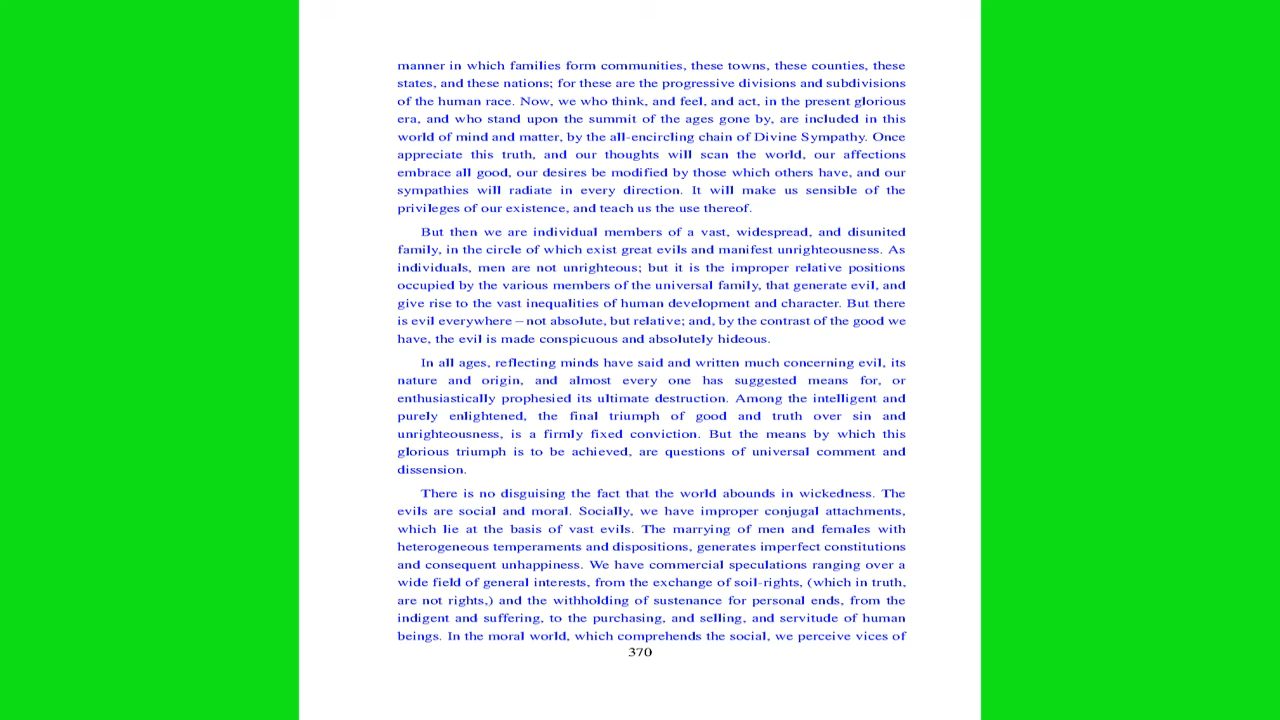 manner in which families form communities, these towns, these counties, these
states, and these nations; for these are the progressive divisions and subdivisions
of the human race. Now, we who think, and feel, and act, in the present glorious
era, and who stand upon the summit of the ages gone by, are included in this
world of mind and matter, by the all-encircling chain of Divine Sympathy. Once
appreciate this truth, and our thoughts will scan the world, our affections
embrace all good, our desires be modified by those which others have, and our
sympathies will radiate in every direction. It will make us sensible of the
privileges of our existence, and teach us the use thereof.
But then we are individual members of a vast, widespread, and disunited
family, in the circle of which exist great evils and manifest unrighteousness. As
individuals, men are not unrighteous; but it is the improper relative positions
occupied by the various members of the universal family, that generate evil, and
give rise to the vast inequalities of human development and character. But there
is evil everywhere—not absolute, but relative; and, by the contrast of the good we
have, the evil is made conspicuous and absolutely hideous.
In all ages, reflecting minds have said and written much concerning evil, its
nature and origin, and almost every one has suggested means for, or
enthusiastically prophesied its ultimate destruction. Among the intelligent and
purely enlightened, the final triumph of good and truth over sin and
unrighteousness, is a firmly fixed conviction. But the means by which this
glorious triumph is to be achieved, are questions of universal comment and
dissension.
There is no disguising the fact that the world abounds in wickedness. The
evils are social and moral. Socially, we have improper conjugal attachments,
which lie at the basis of vast evils. The marrying of men and females with
heterogeneous temperaments and dispositions, generates imperfect constitutions
and consequent unhappiness. We have commercial speculations ranging over a
wide field of general interests, from the exchange of soil-rights, (which in truth,
are not rights,) and the withholding of sustenance for personal ends, from the
indigent and suffering, to the purchasing, and selling, and servitude of human
beings. In the moral world, which comprehends the social, we perceive vices of
370